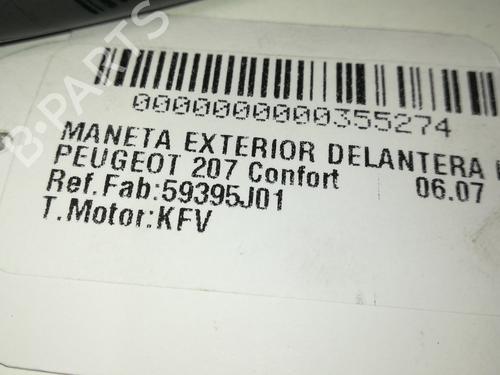 B-PARTS
0000000000355274
MANETA EXTERIOR DELANTERA
PEUGEOT 207 Confort 06.07
Ref.Fab:59395J01
T.Motor:KFV